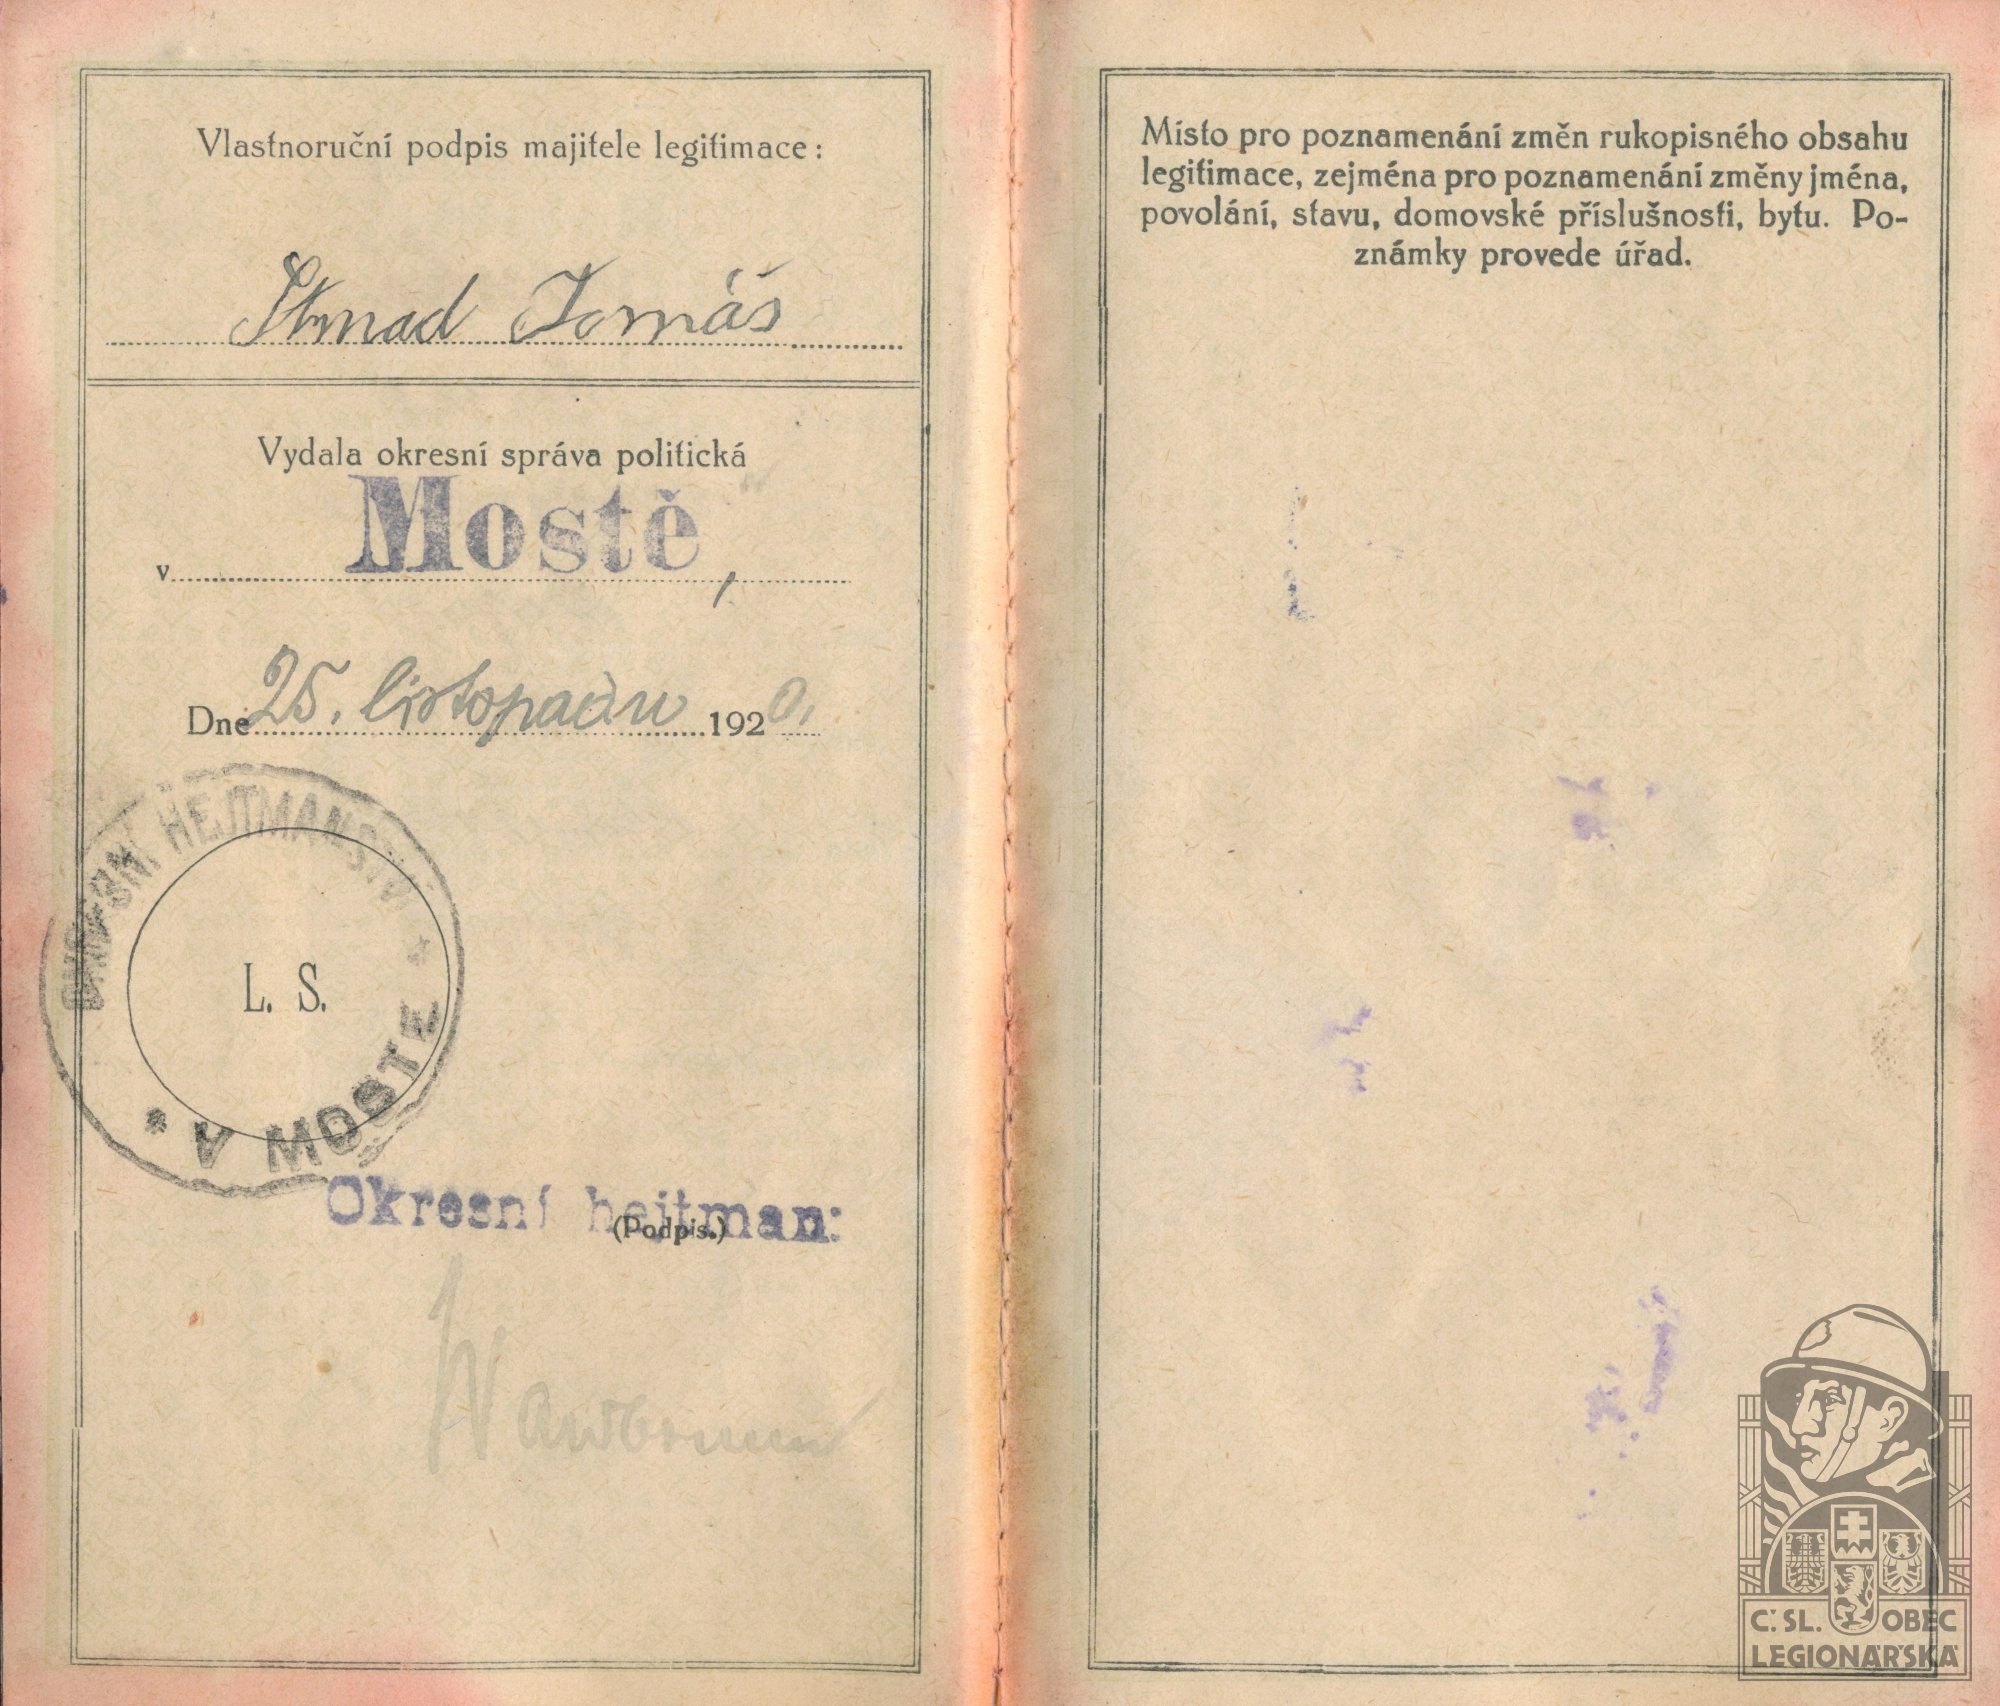 Vlastnoruční podpis majitele legitimace:
Strnad Tomáš
Vydala okresní správa politická
v Mostě,
Dne 25. listopadu 1920.
OKRESNÍ HEJTMANSTVÍ
* V MOSTĚ *
L. S.
Okresní hejtman:
(Podpis.)
Místo pro poznamenání změn rukopisného obsahu
legitimace, zejména pro poznamenání změny jména,
povolání, stavu, domovské příslušnosti, bytu. Po-
známky provede úřad.
Č. SL. OBEC
LEGIONÁŘSKÁ